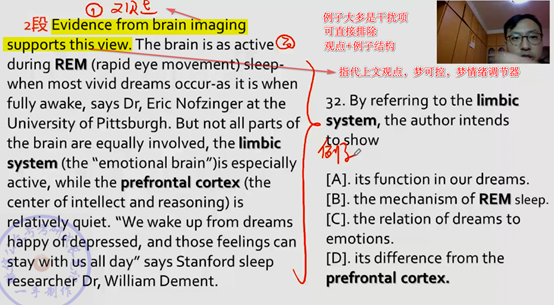 2段 ① 2段①
Evidence from brain imaging
supports this view. The brain is as active ②
during REM (rapid eye movement) sleep-
when most vivid dreams occur-as it is when
fully awake, says Dr, Eric Nofzinger at the
University of Pittsburgh. But not all parts of
the brain are equally involved, the limbic
system (the “emotional brain”)is especially
active, while the prefrontal cortex (the
center of intellect and reasoning) is
relatively quiet. “We wake up from dreams
happy of depressed, and those feelings can
stay with us all day” says Stanford sleep
researcher Dr, William Dement.
例子大多是干扰项
可直接排除
观点+例子结构
指代上文观点，梦可控，梦情绪调节器
32. By referring to the limbic
system, the author intends
to show
例子
[A]. its function in our dreams.
[B]. the mechanism of REM sleep.
[C]. the relation of dreams to
emotions.
[D]. its difference from the
prefrontal cortex.